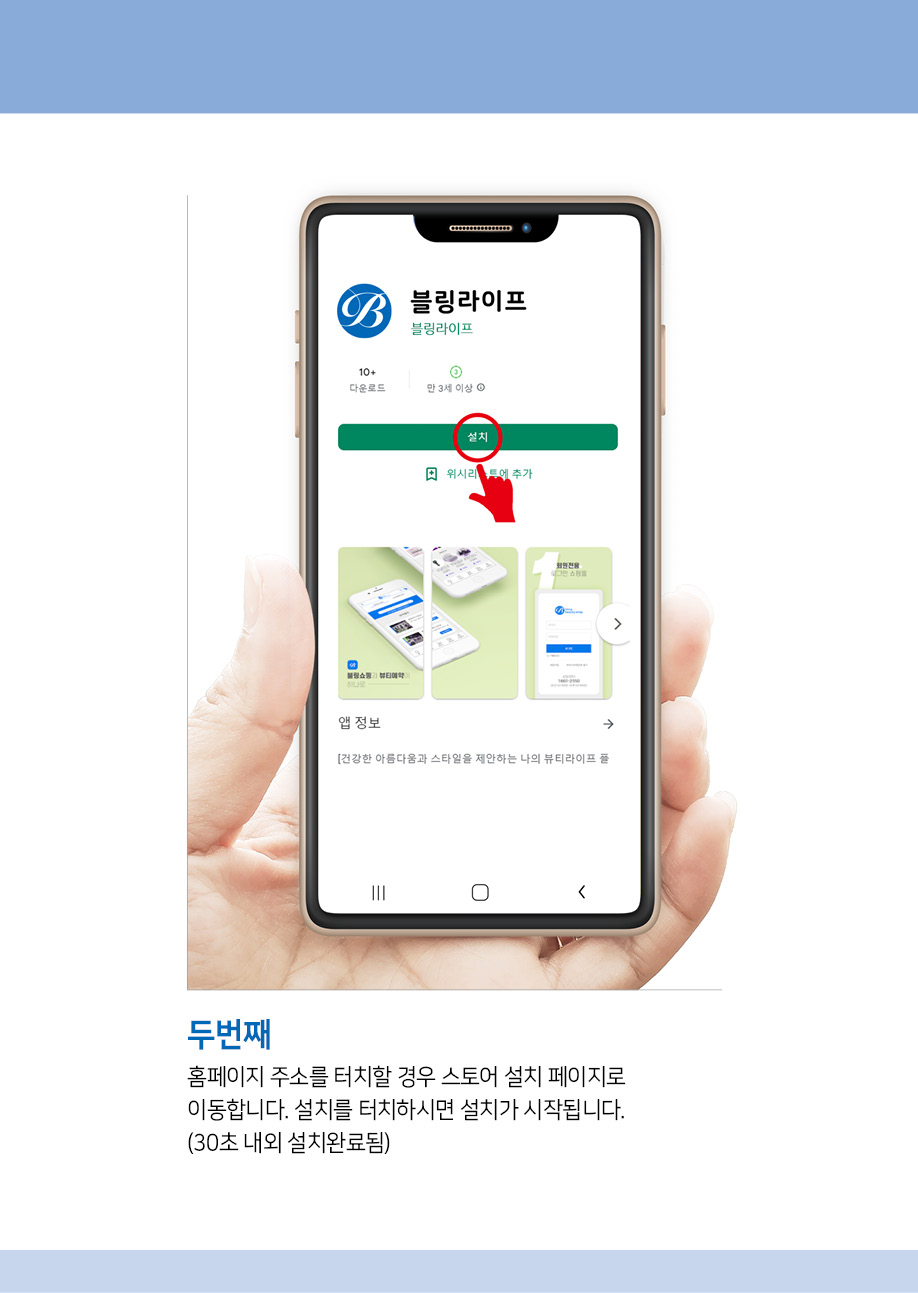 B
블링라이프
블링라이프
10+
다운로드
3
만 3세 이상
설치
위시리스트에 추가
블링쇼핑과 뷰티예약이
하나로
1
회원전용
로그인 쇼핑몰
앱 정보
[건강한 아름다움과 스타일을 제안하는 나의 뷰티라이프 플
두번째
홈페이지 주소를 터치할 경우 스토어 설치 페이지로
이동합니다. 설치를 터치하시면 설치가 시작됩니다.
(30초 내외 설치완료됨)